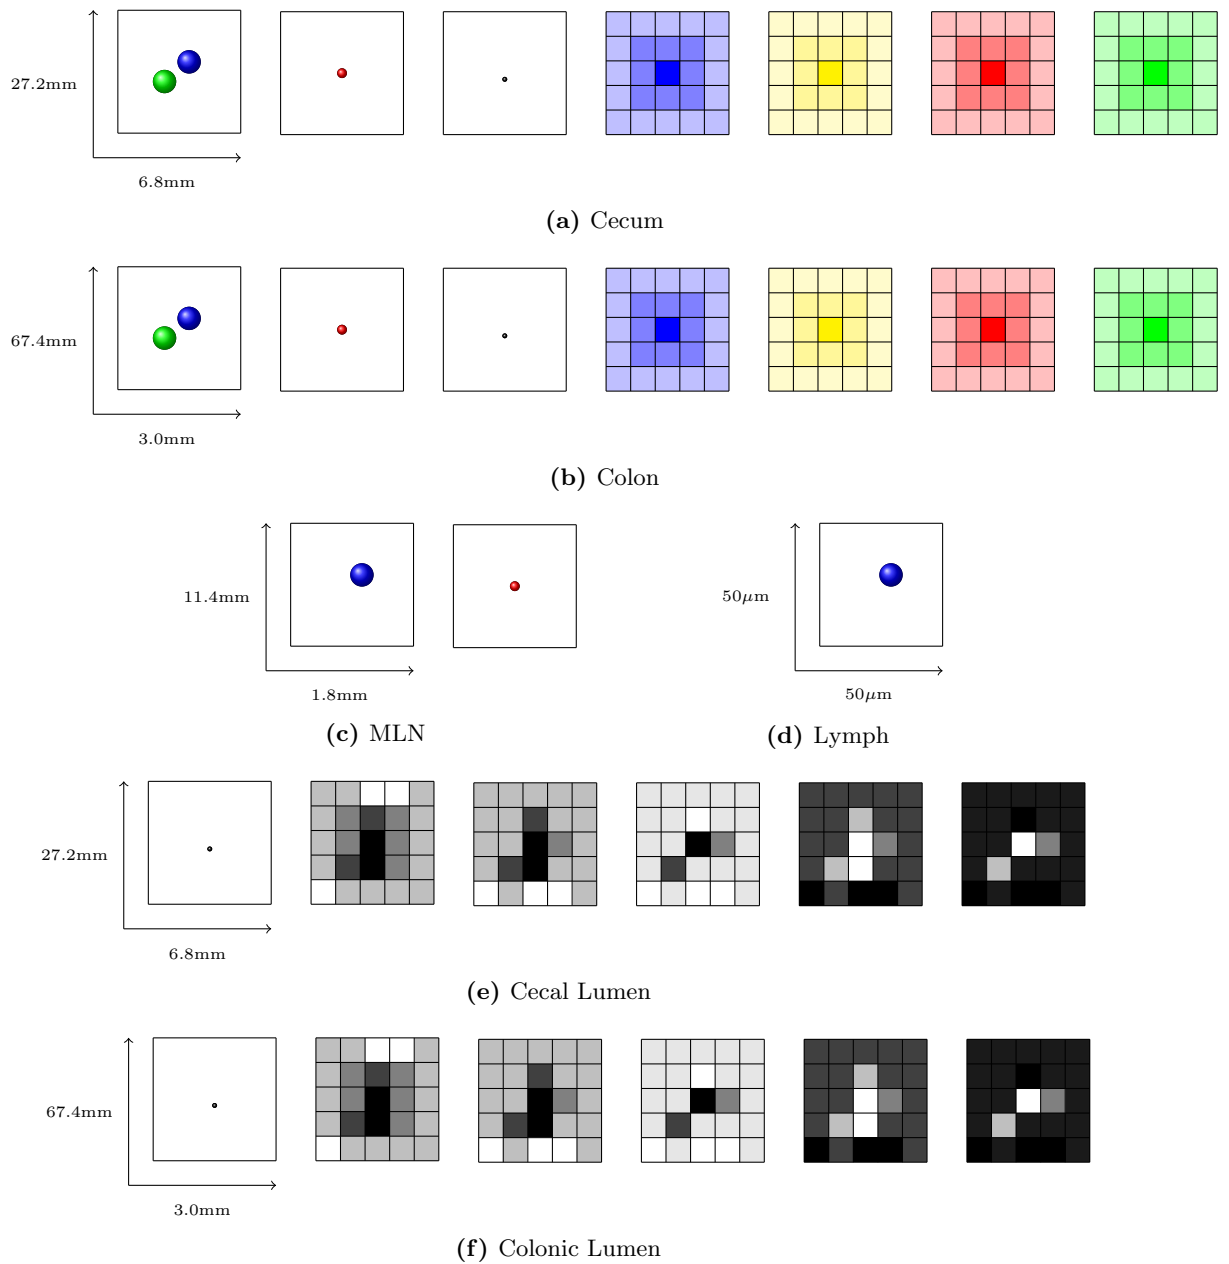 27.2mm
6.8mm
(a) Cecum
67.4mm
3.0mm
(b) Colon
11.4mm
1.8mm
(c) MLN
50μm
50μm
(d) Lymph
27.2mm
6.8mm
(e) Cecal Lumen
67.4mm
3.0mm
(f) Colonic Lumen